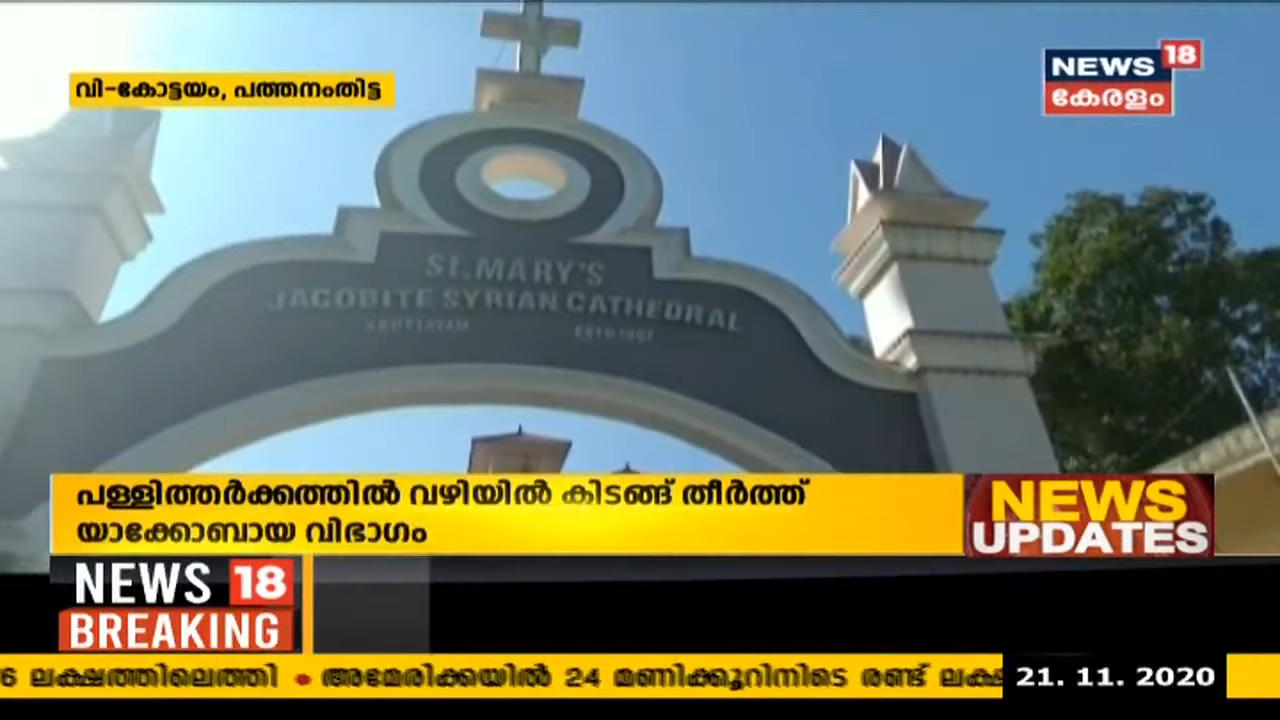 വി-കോട്ടയം, പത്തനംതിട്ട
NEWS 18
കേരളം
St. MARY'S
JACOBITE SYRIAN CATHEDRAL
പള്ളിത്തർക്കത്തിൽ വഴിയിൽ കിടങ്ങ് തീർത്ത്
യാക്കോബായ വിഭാഗം
NEWS
UPDATES
NEWS 18
BREAKING
6 ലക്ഷത്തിലെത്തി • അമേരിക്കയിൽ 24 മണിക്കൂറിനിടെ രണ്ട് ലക്ഷ
21. 11. 2020